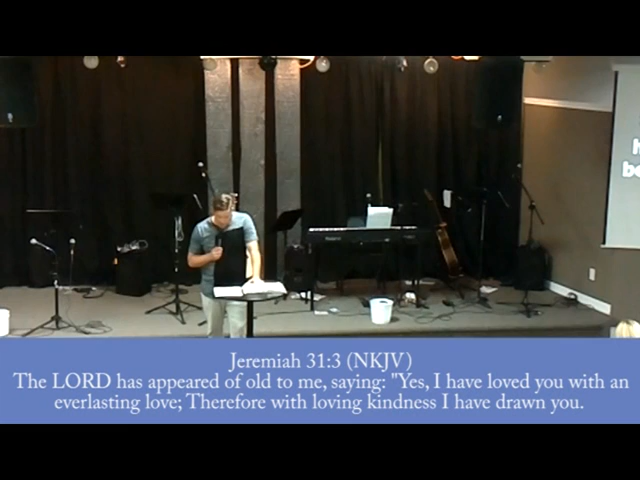 Jeremiah 31:3 (NKJV)
The LORD has appeared of old to me, saying: "Yes, I have loved you with an
everlasting love; Therefore with loving kindness I have drawn you.